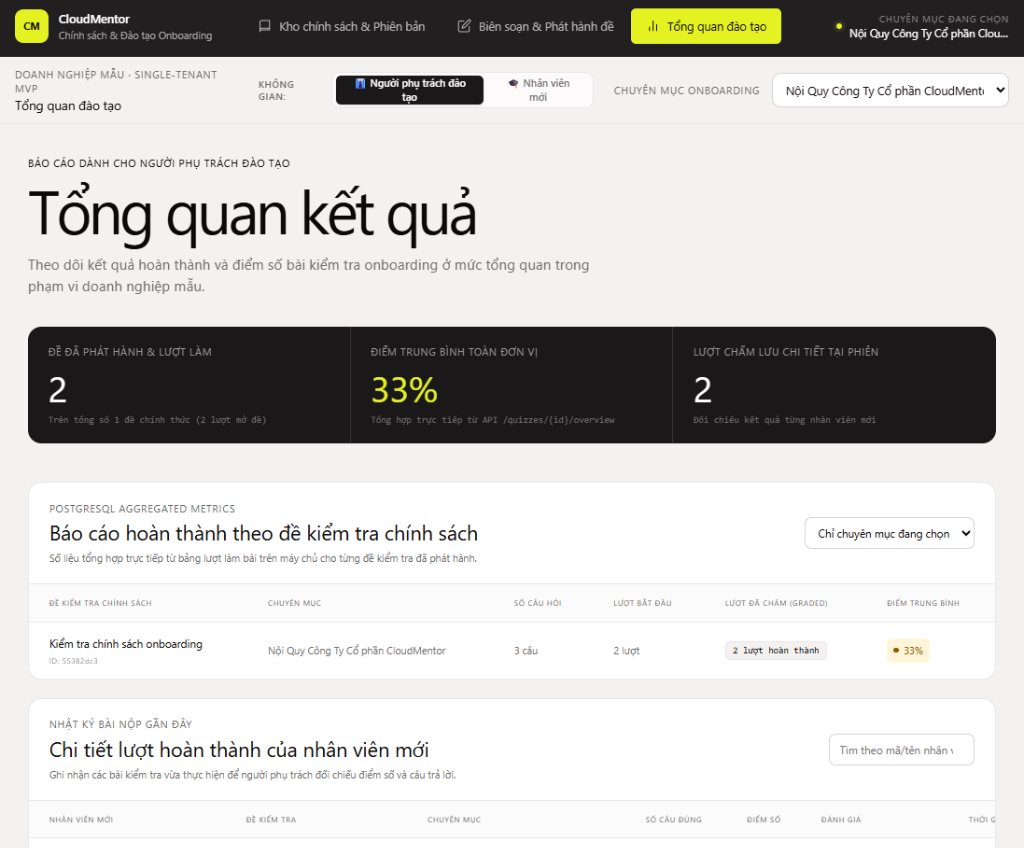 CM
CloudMentor
Chính sách & Đào tạo Onboarding
Kho chính sách & Phiên bản
Biên soạn & Phát hành đề
Tổng quan đào tạo
CHUYÊN MỤC ĐANG CHỌN
Nội Quy Công Ty Cổ phần Clou...
DOANH NGHIỆP MẪU · SINGLE-TENANT
MVP
Tổng quan đào tạo
KHÔNG
GIAN:
Người phụ trách đào
tạo
Nhân viên
mới
CHUYÊN MỤC ONBOARDING
Nội Quy Công Ty Cổ phần CloudMento
BÁO CÁO DÀNH CHO NGƯỜI PHỤ TRÁCH ĐÀO TẠO
Tổng quan kết quả
Theo dõi kết quả hoàn thành và điểm số bài kiểm tra onboarding ở mức tổng quan trong
phạm vi doanh nghiệp mẫu.
ĐỀ ĐÃ PHÁT HÀNH & LƯỢT LÀM
2
Trên tổng số 1 đề chính thức (2 lượt mở đề)
ĐIỂM TRUNG BÌNH TOÀN ĐƠN VỊ
33%
Tổng hợp trực tiếp từ API /quizzes/{id}/overview
LƯỢT CHẤM LƯU CHI TIẾT TẠI PHIÊN
2
Đối chiếu kết quả từng nhân viên mới
POSTGRESQL AGGREGATED METRICS
Báo cáo hoàn thành theo đề kiểm tra chính sách
Số liệu tổng hợp trực tiếp từ bảng lượt làm bài trên máy chủ cho từng đề kiểm tra đã phát hành.
Chỉ chuyên mục đang chọn
ĐỀ KIỂM TRA CHÍNH SÁCH
CHUYÊN MỤC
SỐ CÂU HỎI
LƯỢT BẮT ĐẦU
LƯỢT ĐÃ CHẤM (GRADED)
ĐIỂM TRUNG BÌNH
Kiểm tra chính sách onboarding
ID: 55382dc3
Nội Quy Công Ty Cổ phần CloudMentor
3 câu
2 lượt
2 lượt hoàn thành
33%
NHẬT KÝ BÀI NỘP GẦN ĐÂY
Chi tiết lượt hoàn thành của nhân viên mới
Ghi nhận các bài kiểm tra vừa thực hiện để người phụ trách đối chiếu điểm số và câu trả lời.
Tìm theo mã/tên nhân v
NHÂN VIÊN MỚI
ĐỀ KIỂM TRA
CHUYÊN MỤC
SỐ CÂU ĐÚNG
ĐIỂM SỐ
ĐÁNH GIÁ
THỜI G